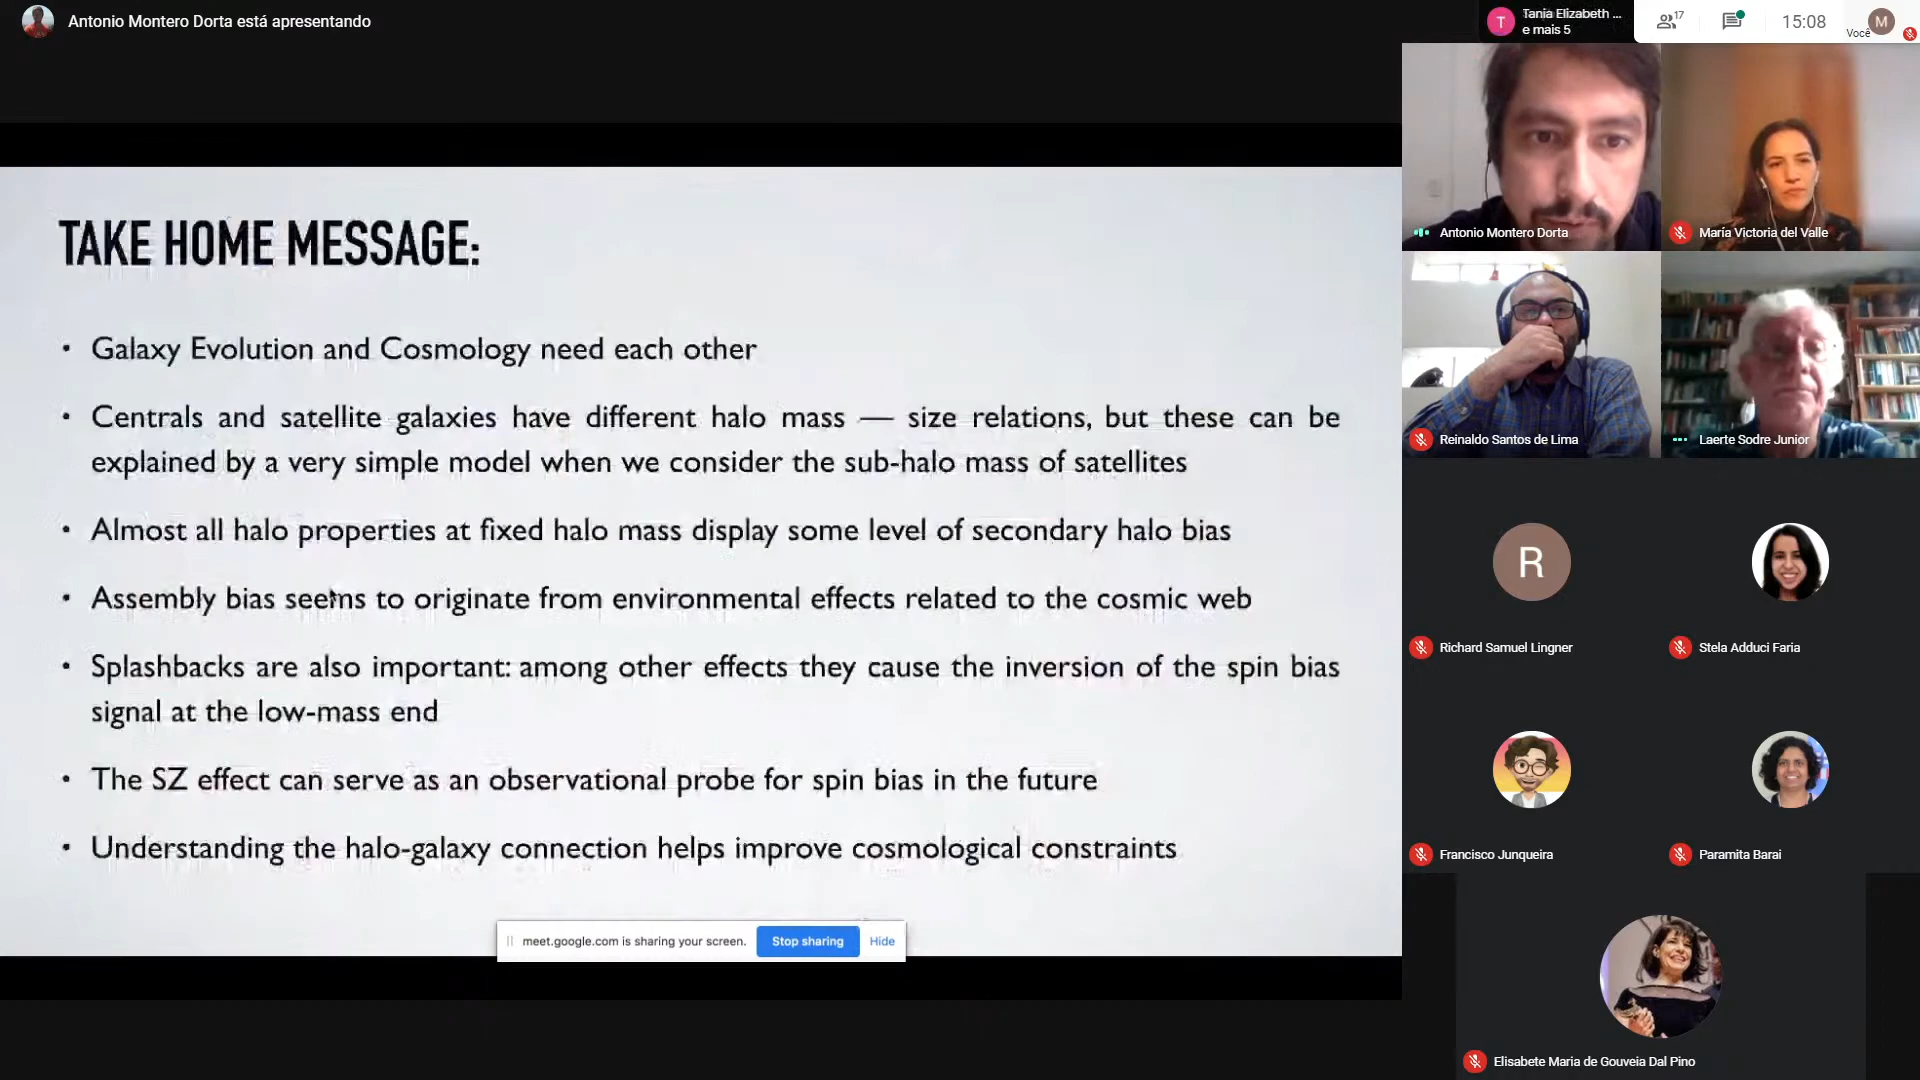 Antonio Montero Dorta está apresentando
T
Tania Elizabeth ...
e mais 5
17
15:08
Você
M
TAKE HOME MESSAGE:
• Galaxy Evolution and Cosmology need each other
• Centrals and satellite galaxies have different halo mass — size relations, but these can be
explained by a very simple model when we consider the sub-halo mass of satellites
• Almost all halo properties at fixed halo mass display some level of secondary halo bias
• Assembly bias seems to originate from environmental effects related to the cosmic web
• Splashbacks are also important: among other effects they cause the inversion of the spin bias
signal at the low-mass end
• The SZ effect can serve as an observational probe for spin bias in the future
• Understanding the halo-galaxy connection helps improve cosmological constraints
meet.google.com is sharing your screen.
Stop sharing
Hide
Antonio Montero Dorta
María Victoria del Valle
Reinaldo Santos de Lima
Laerte Sodre Junior
R
Richard Samuel Lingner
Stela Adduci Faria
Francisco Junqueira
Paramita Barai
Elisabete Maria de Gouveia Dal Pino